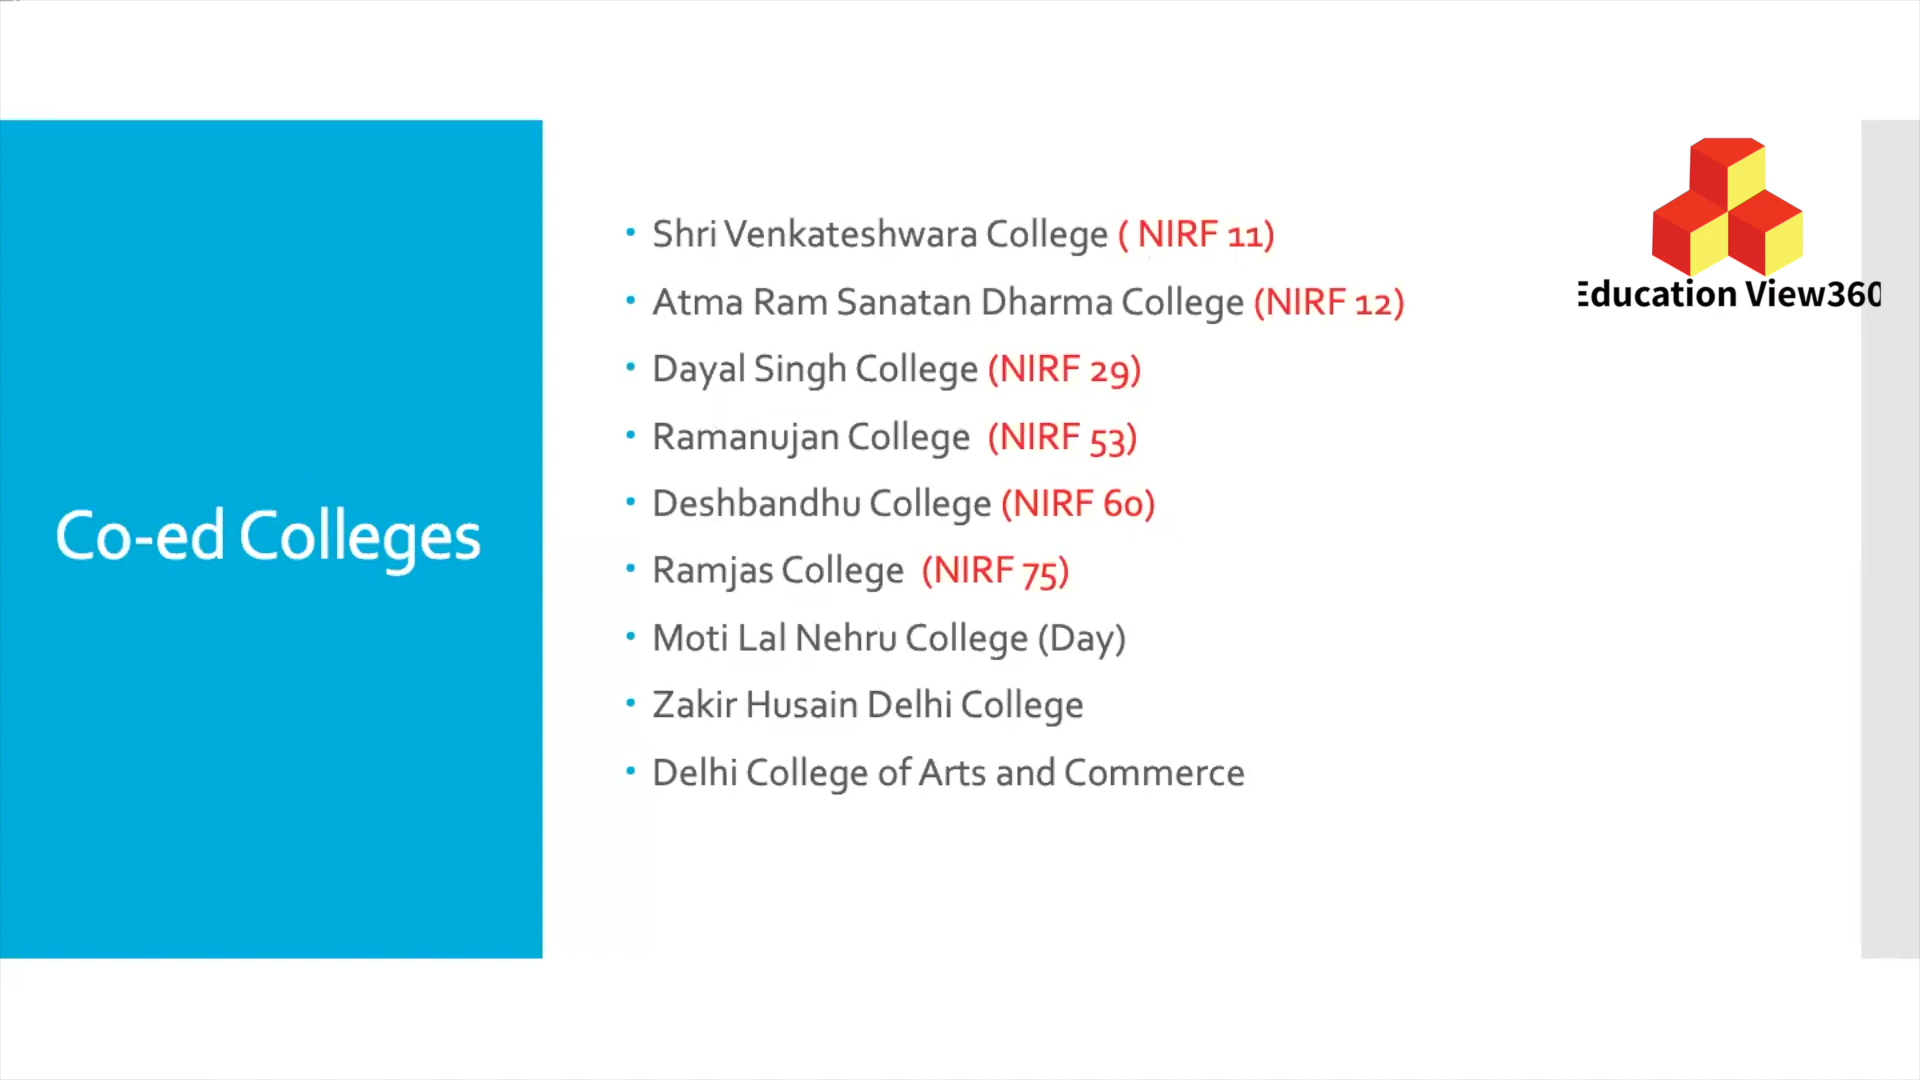 Co-ed Colleges
• Shri Venkateshwara College ( NIRF 11)
• Atma Ram Sanatan Dharma College (NIRF 12)
• Dayal Singh College (NIRF 29)
• Ramanujan College (NIRF 53)
• Deshbandhu College (NIRF 60)
• Ramjas College (NIRF 75)
• Moti Lal Nehru College (Day)
• Zakir Husain Delhi College
• Delhi College of Arts and Commerce
Education View360